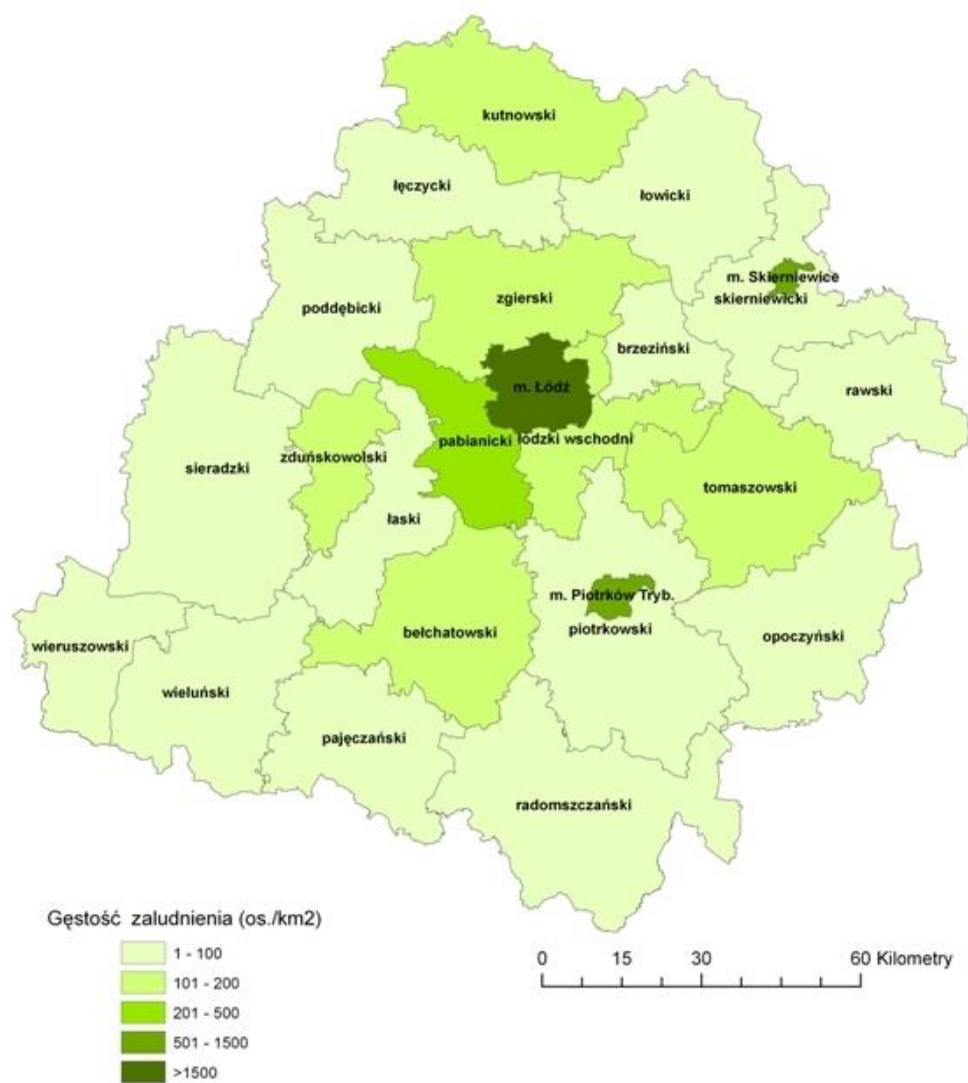 kutnowski
łęczycki
łowicki
m. Skierniewice
skierniewicki
zgierski
poddębicki
brzeziński
rawski
m. Łódź
pabianicki
łódzki wschodni
zduńskowolski
sieradzki
tomaszowski
łaski
m. Piotrków Tryb.
piotrkowski
opoczyński
bełchatowski
wieruszowski
wieluński
pajęczański
radomszczański
Gęstość zaludnienia (os./km2)
1 - 100
101 - 200
201 - 500
501 - 1500
>1500
0 15 30 60 Kilometry